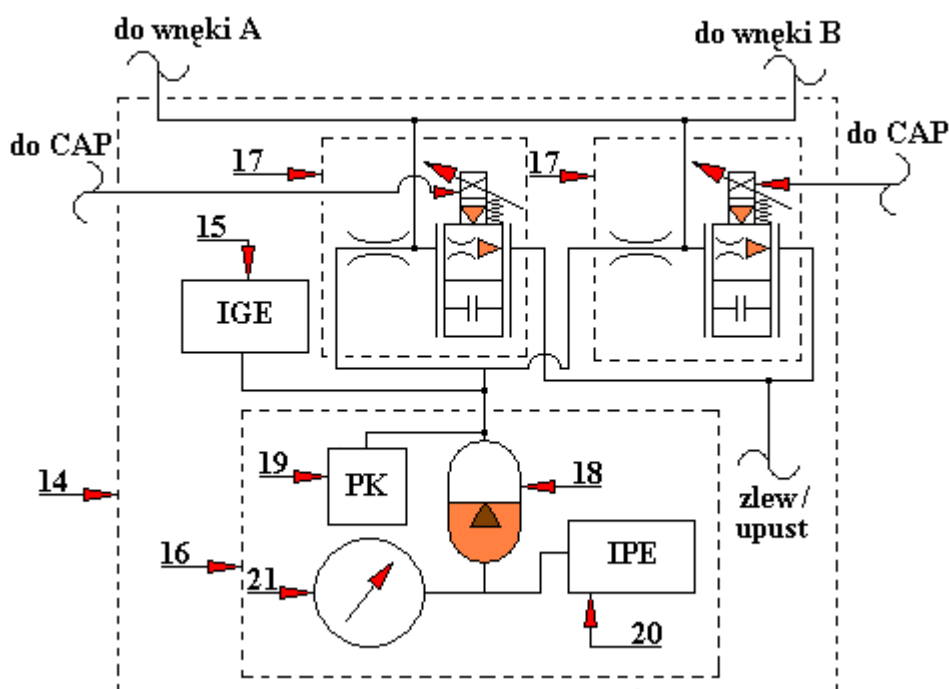 do wnęki A
do wnęki B
do CAP
17
17
do CAP
15
IGE
14
19
PK
18
zlew /
upust
16
21
IPE
20